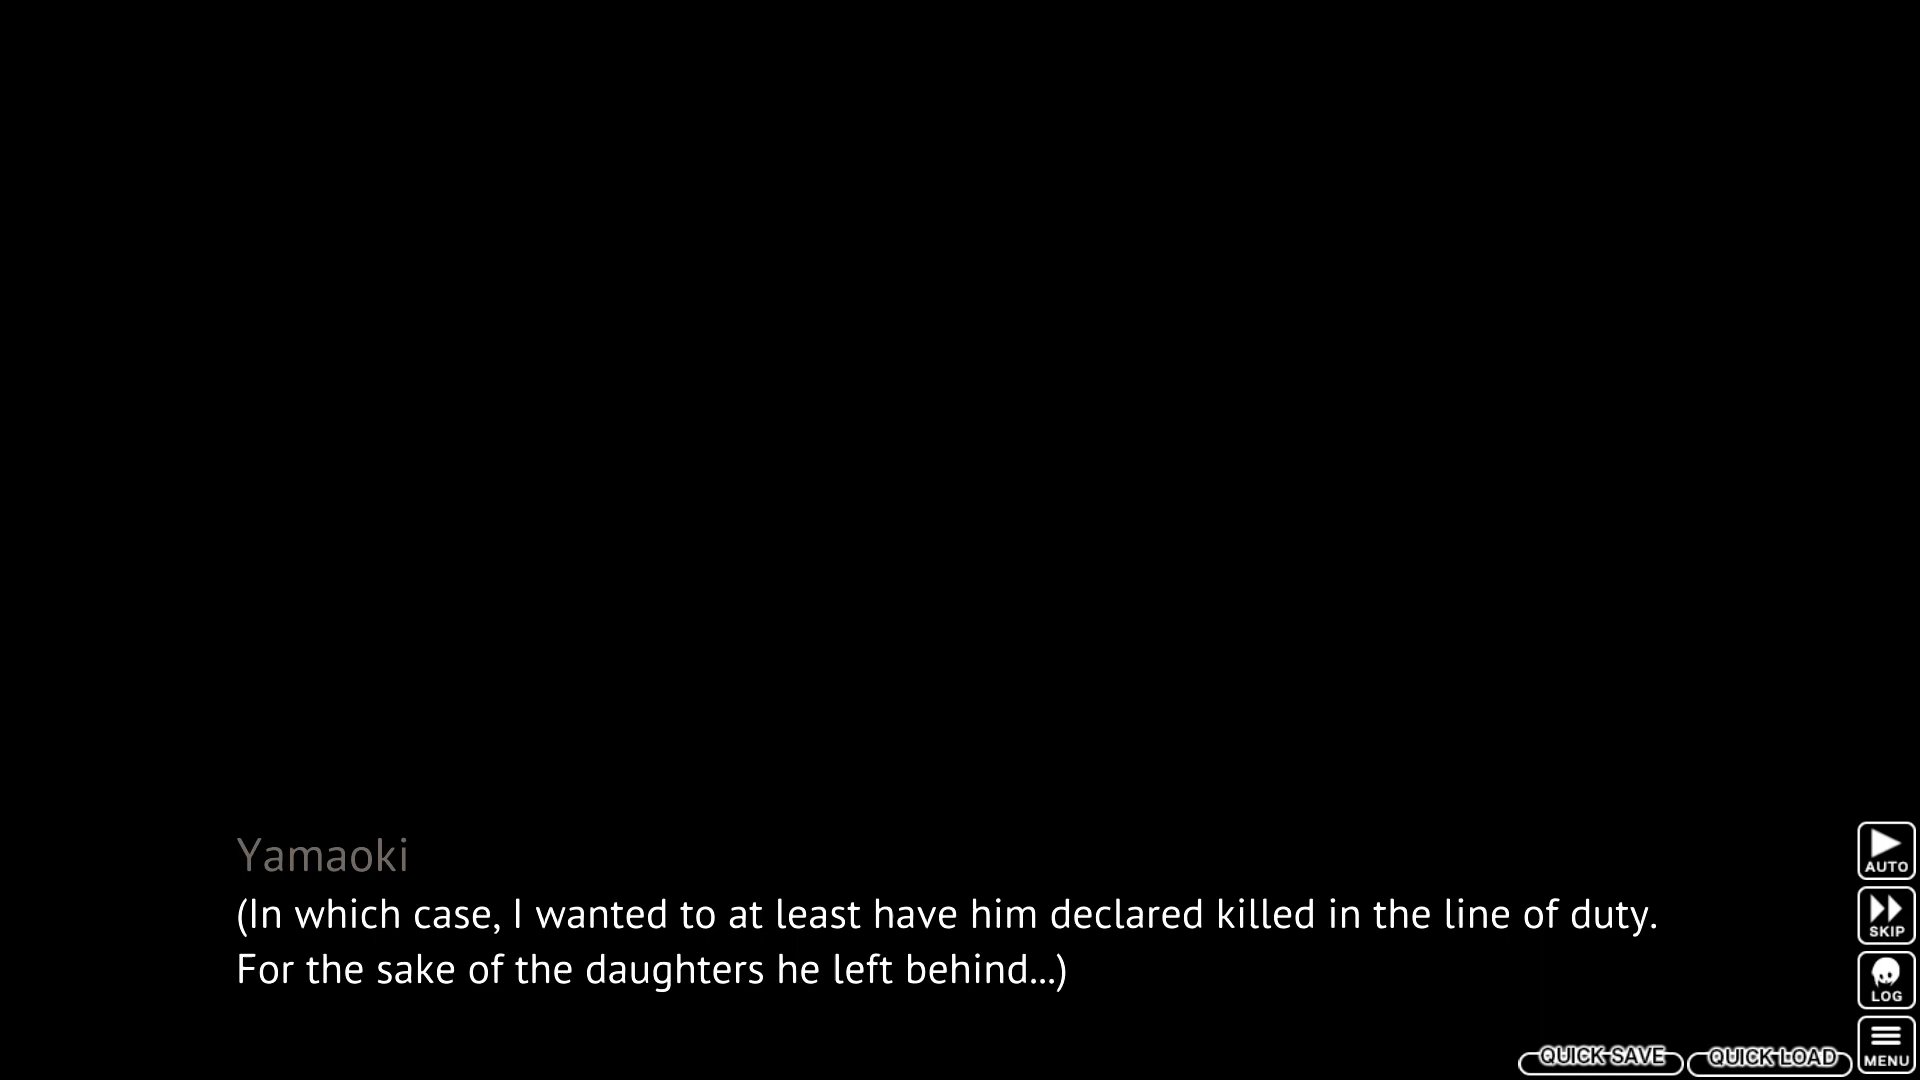 Yamaoki
(In which case, I wanted to at least have him declared killed in the line of duty.
For the sake of the daughters he left behind...)
AUTO
SKIP
LOG
MENU
QUICK SAVE
QUICK LOAD